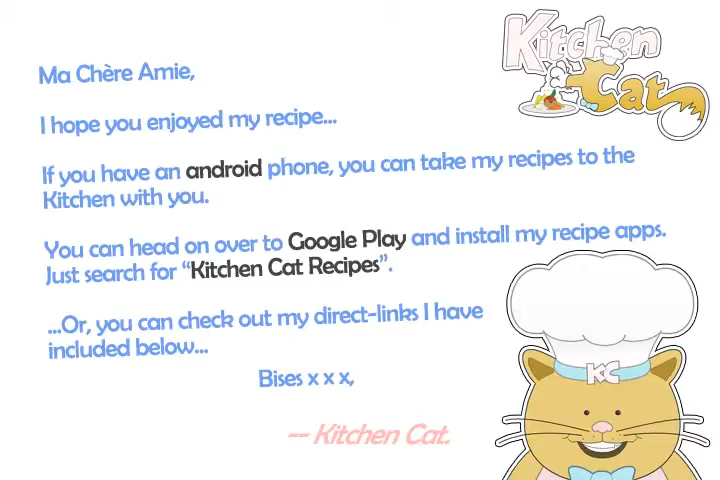 Kitchen
Cat
Ma Chère Amie,
I hope you enjoyed my recipe...
If you have an android phone, you can take my recipes to the
Kitchen with you.
You can head on over to Google Play and install my recipe apps.
Just search for “Kitchen Cat Recipes”.
...Or, you can check out my direct-links I have
included below...
Bises x x x,
-- Kitchen Cat.
KC